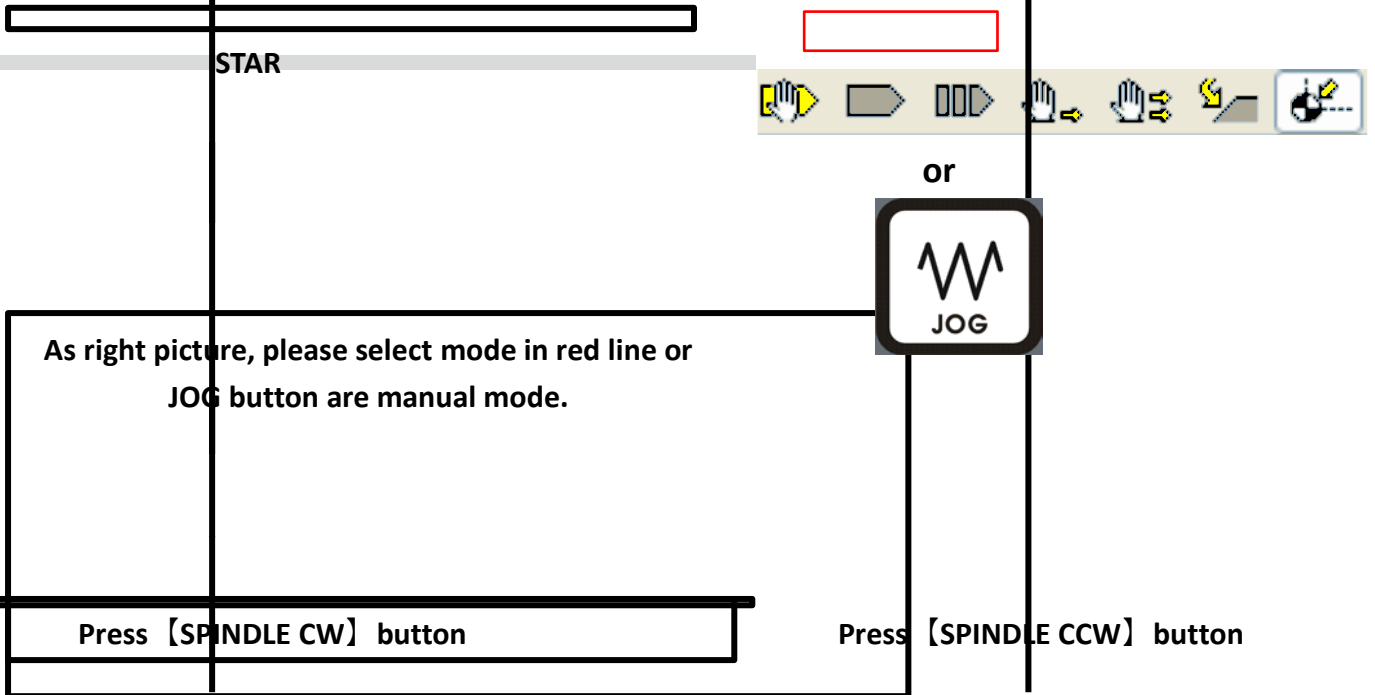 STAR
or
JOG
As right picture, please select mode in red line or
JOG button are manual mode.
Press【SPINDLE CW】button
Press【SPINDLE CCW】button